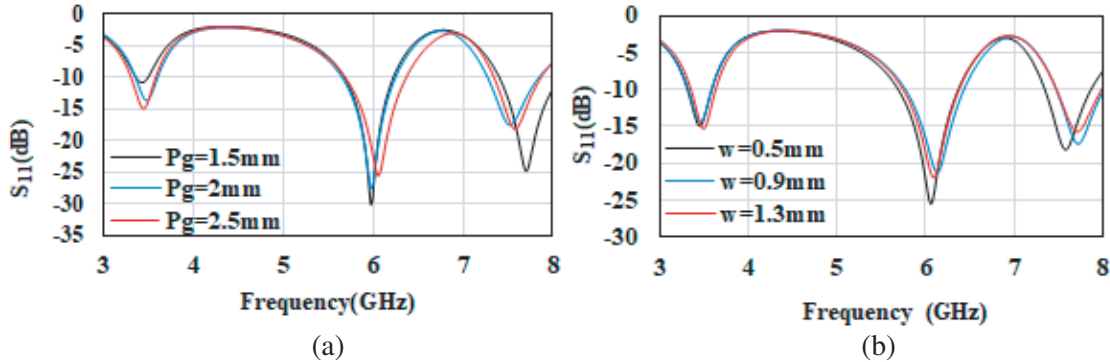 0
-5
-10
-15
-20
-25
-30
-35
S11(dB)
Pg=1.5mm
Pg=2mm
Pg=2.5mm
3 4 5 6 7 8
Frequency(GHz)
(a)
0
-5
-10
-15
-20
-25
-30
S11(dB)
w=0.5mm
w=0.9mm
w=1.3mm
3 4 5 6 7 8
Frequency (GHz)
(b)